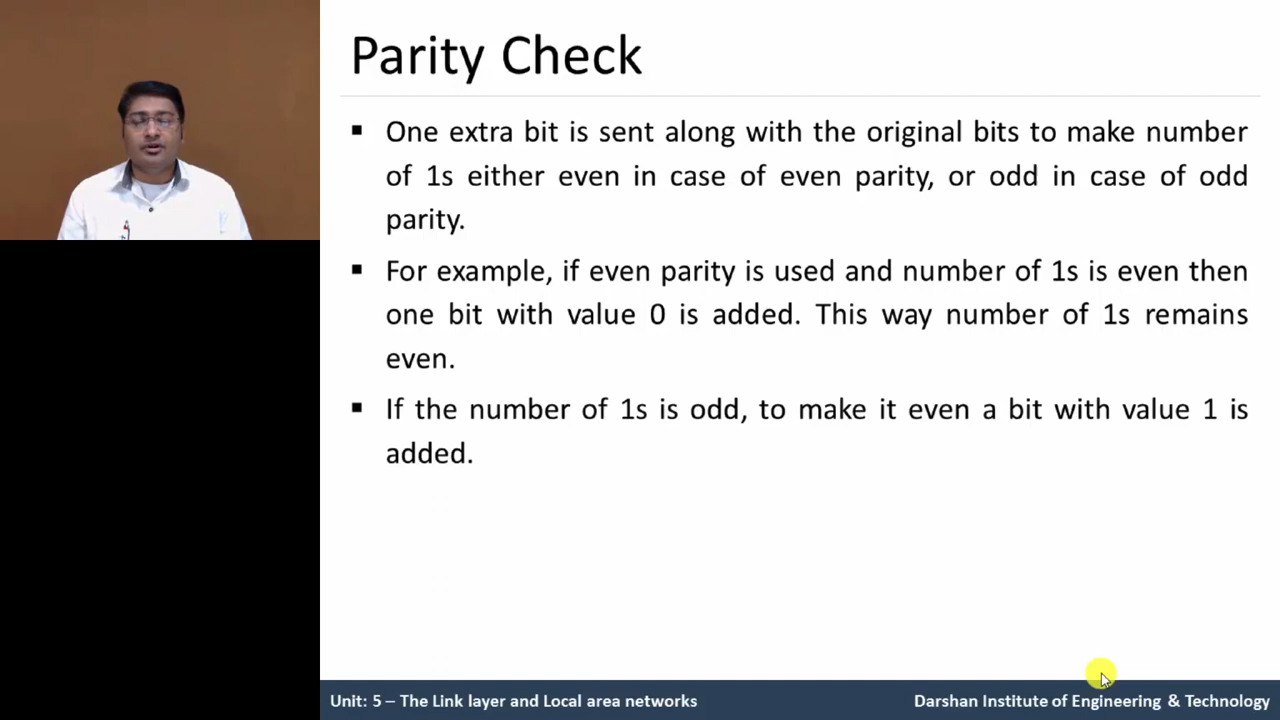 Parity Check
▪ One extra bit is sent along with the original bits to make number
of 1s either even in case of even parity, or odd in case of odd
parity.
▪ For example, if even parity is used and number of 1s is even then
one bit with value 0 is added. This way number of 1s remains
even.
▪ If the number of 1s is odd, to make it even a bit with value 1 is
added.
Unit: 5 – The Link layer and Local area networks
Darshan Institute of Engineering & Technology